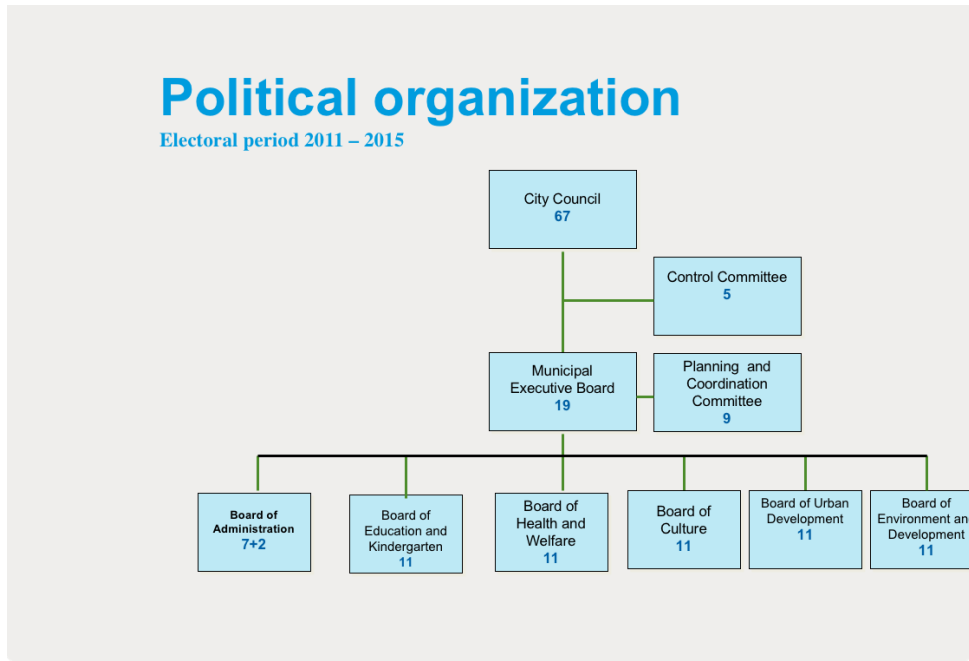 Political organization
Electoral period 2011 – 2015
City Council
67
Control Committee
5
Municipal
Executive Board
19
Planning and
Coordination
Committee
9
Board of
Administration
7+2
Board of
Education and
Kindergarten
11
Board of
Health and
Welfare
11
Board of
Culture
11
Board of Urban
Development
11
Board of
Environment an
Development
11